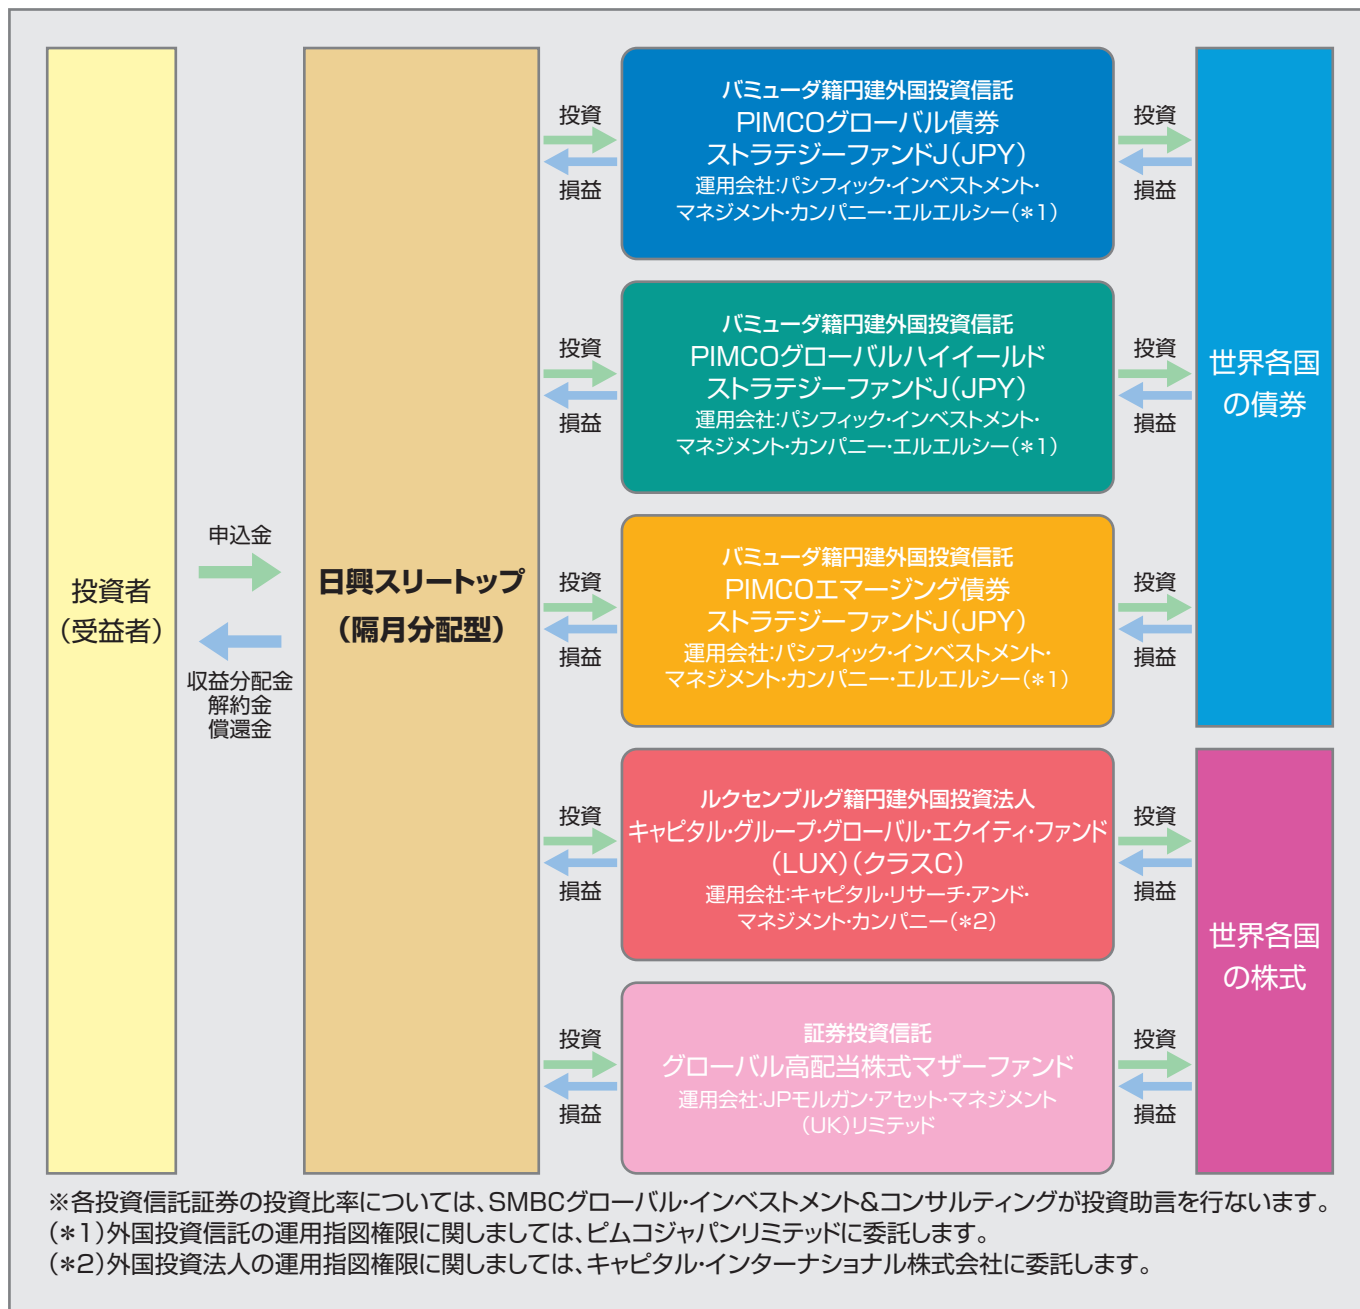 投資者
（受益者）
申込金
収益分配金
解約金
償還金
日興スリートップ
（隔月分配型）
投資
損益
バミューダ籍円建外国投資信託
PIMCOグローバル債券
ストラテジーファンドJ（JPY）
運用会社：パシフィック・インベストメント・
マネジメント・カンパニー・エルエルシー（＊1）
投資
損益
投資
損益
バミューダ籍円建外国投資信託
PIMCOグローバルハイイールド
ストラテジーファンドJ（JPY）
運用会社：パシフィック・インベストメント・
マネジメント・カンパニー・エルエルシー（＊1）
投資
損益
投資
損益
バミューダ籍円建外国投資信託
PIMCOエマージング債券
ストラテジーファンドJ（JPY）
運用会社：パシフィック・インベストメント・
マネジメント・カンパニー・エルエルシー（＊1）
投資
損益
世界各国
の債券
投資
損益
ルクセンブルグ籍円建外国投資法人
キャピタル・グループ・グローバル・エクイティ・ファンド
（LUX）（クラスC）
運用会社：キャピタル・リサーチ・アンド・
マネジメント・カンパニー（＊2）
投資
損益
投資
損益
証券投資信託
グローバル高配当株式マザーファンド
運用会社：JPモルガン・アセット・マネジメント
（UK）リミテッド
投資
損益
世界各国
の株式
※各投資信託証券の投資比率については、SMBCグローバル・インベストメント&コンサルティングが投資助言を行ないます。
（＊1）外国投資信託の運用指図権限に関しましては、ピムコジャパンリミテッドに委託します。
（＊2）外国投資法人の運用指図権限に関しましては、キャピタル・インターナショナル株式会社に委託します。